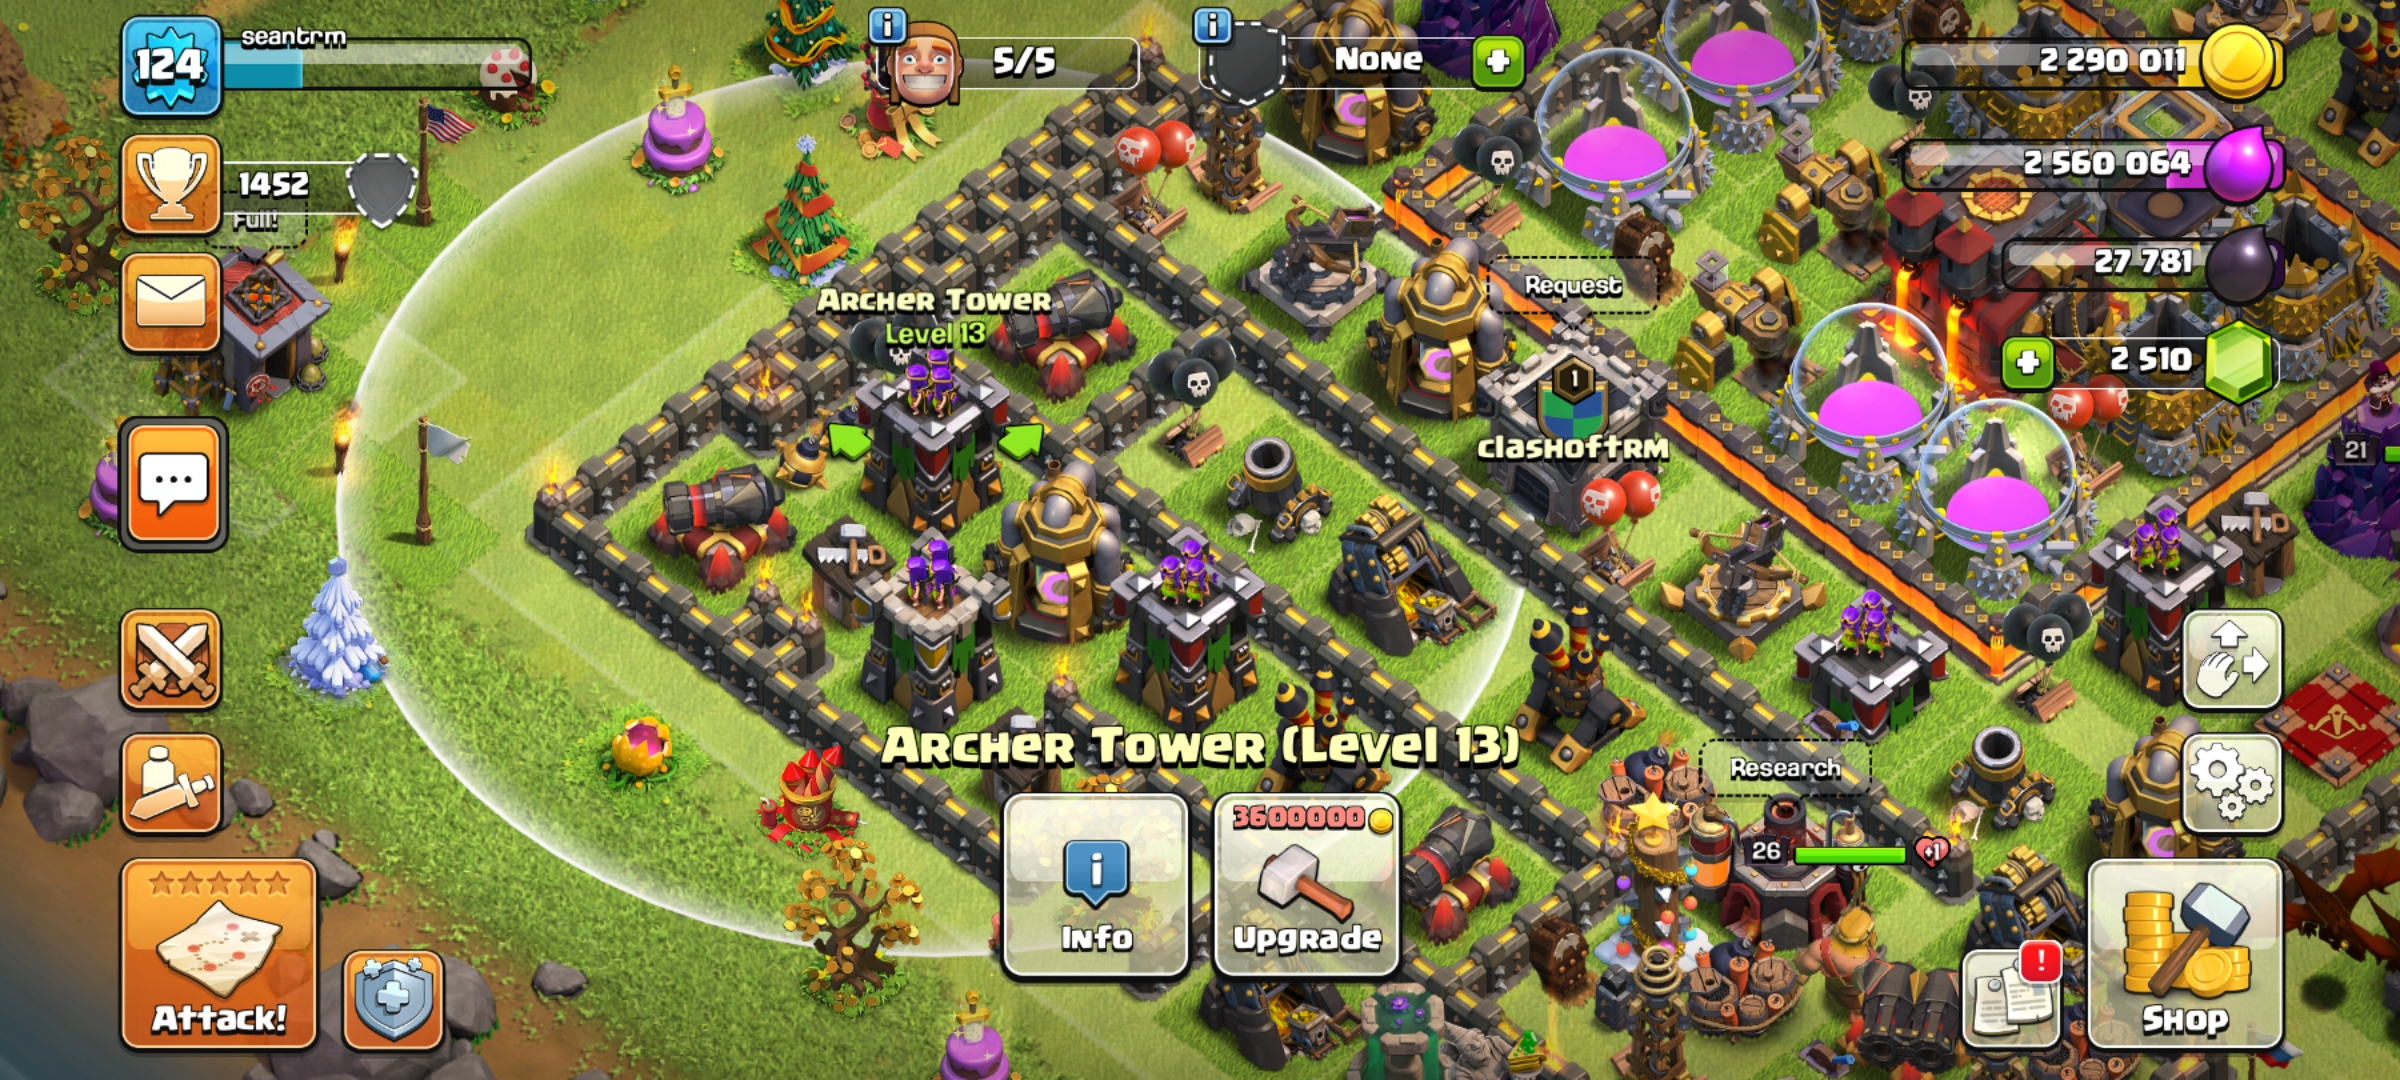 124
seantrm
5/5
None
2 290 011
1452
Full!
2 560 064
27 781
Request
Archer Tower
Level 13
2 510
1
clashoftrm
21
Archer Tower (Level 13)
Research
3600000
26
+1
Info
Upgrade
!
Attack!
Shop